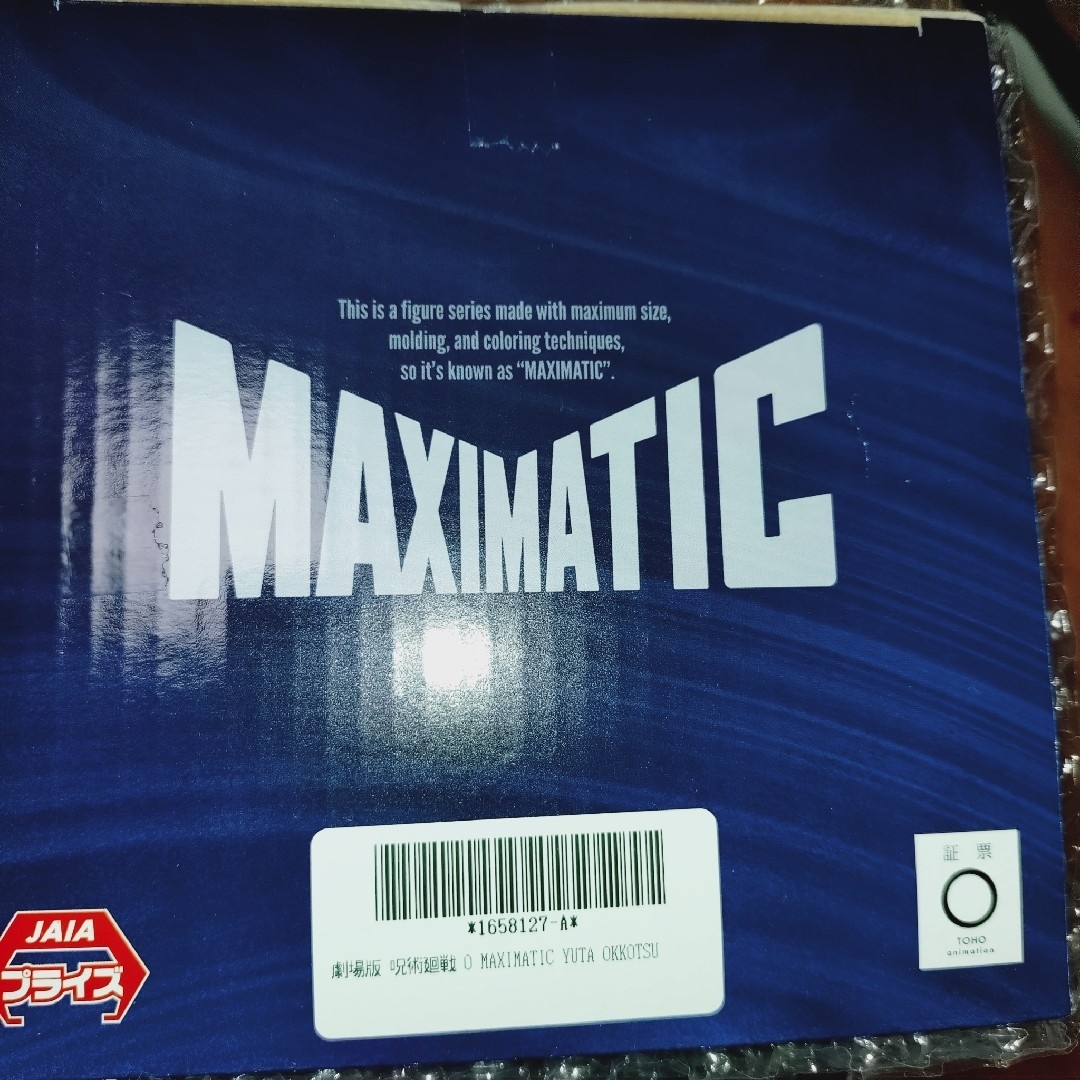 This is a figure series made with maximum size,
molding, and coloring techniques,
so it's known as “MAXIMATIC”.
MAXIMATIC
*1658127-A*
劇場版 呪術廻戦 0 MAXIMATIC YUTA OKKOTSU
JAIA
プライズ
証 票
TOHO
animation